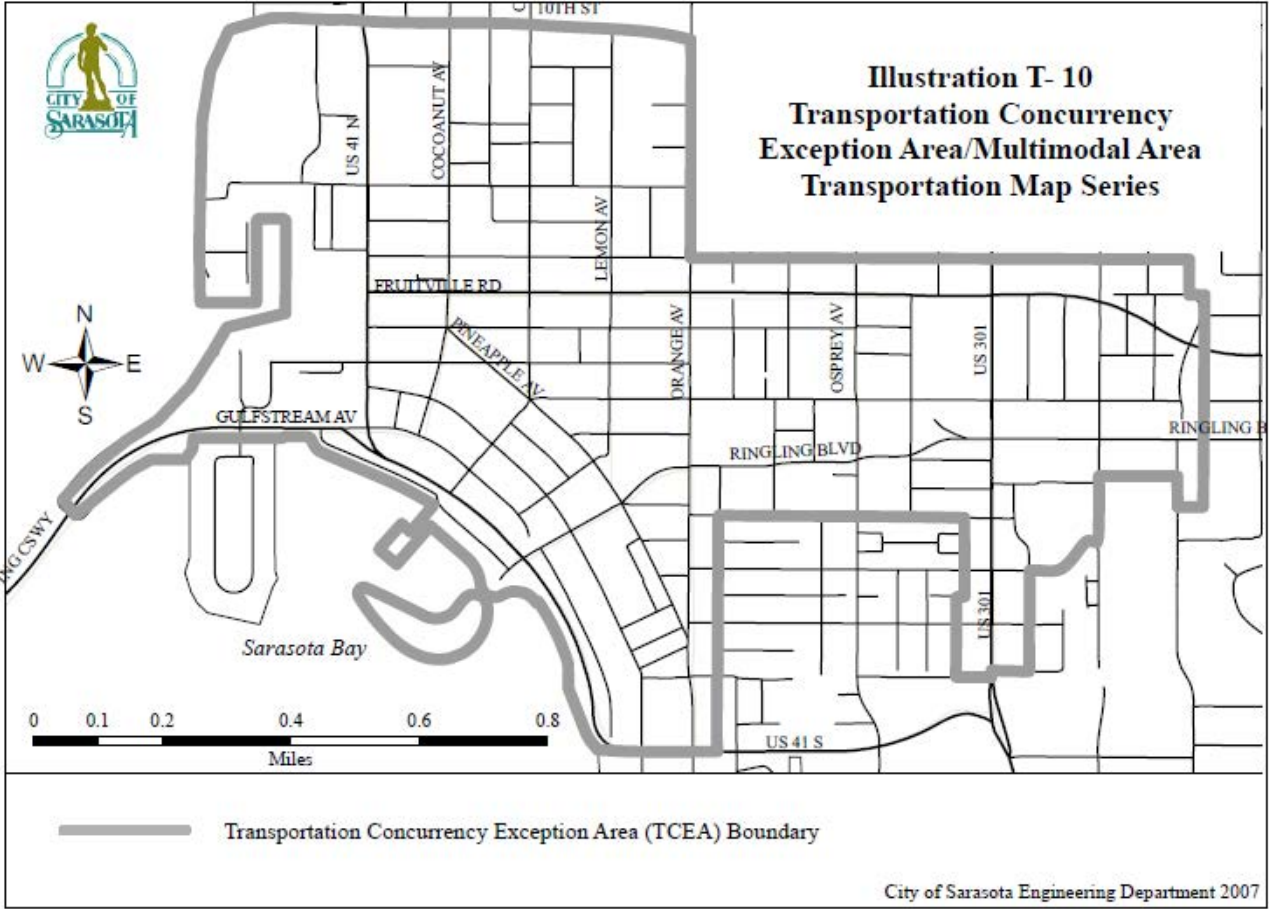 10TH ST
CITY OF
SARASOTA
Illustration T- 10
Transportation Concurrency
Exception Area/Multimodal Area
Transportation Map Series
US 41 N
COCOANUT AV
LEMON AV
FRUITVILLE RD
PINEAPPLE AV
ORANGE AV
OSPREY AV
US 301
N
W E
S
GULFSTREAM AV
RINGLING BLVD
RINGLING B
NG CSWY
US 301
Sarasota Bay
US 41 S
0 0.1 0.2 0.4 0.6 0.8
Miles
Transportation Concurrency Exception Area (TCEA) Boundary
City of Sarasota Engineering Department 2007